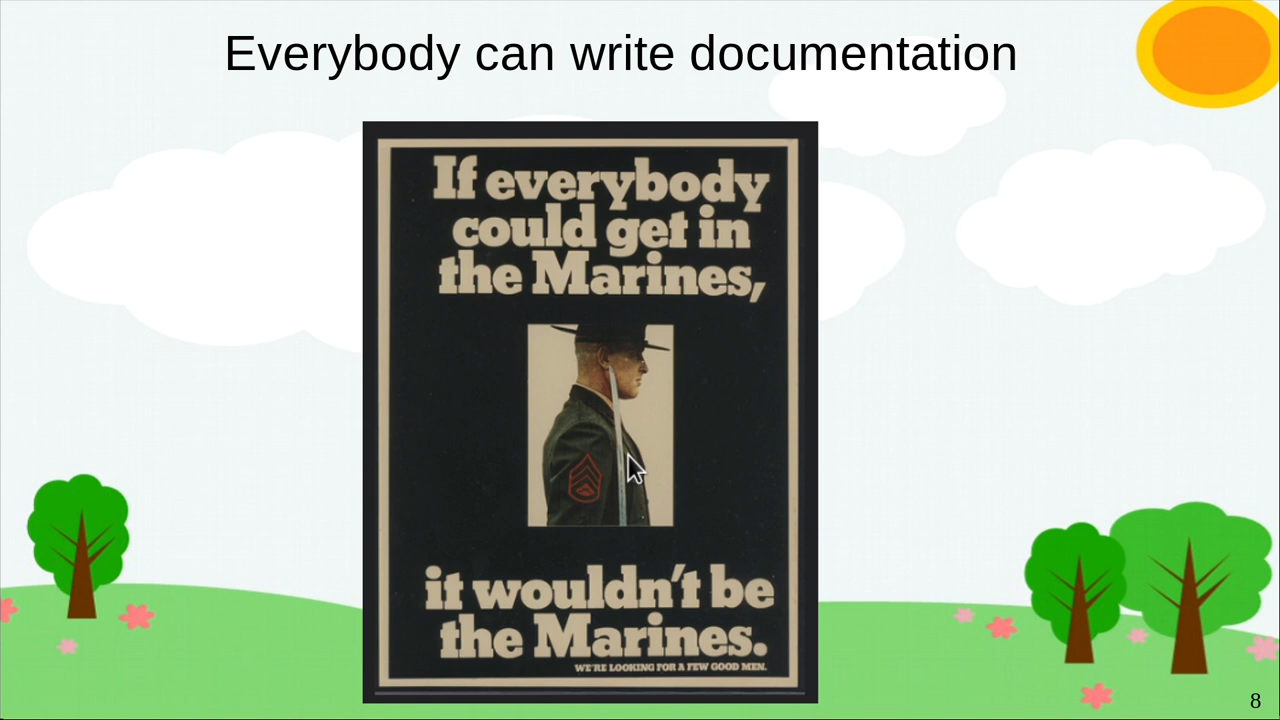 Everybody can write documentation
If everybody
could get in
the Marines,
it wouldn't be
the Marines.
WE'RE LOOKING FOR A FEW GOOD MEN.
8